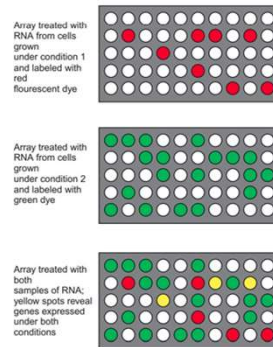 Array treated with
RNA from cells
grown
under condition 1
and labeled with
red
flourescent dye
Array treated with
RNA from cells
grown
under condition 2
and labeled with
green dye
Array treated with
both
samples of RNA;
yellow spots reveal
genes expressed
under both
conditions